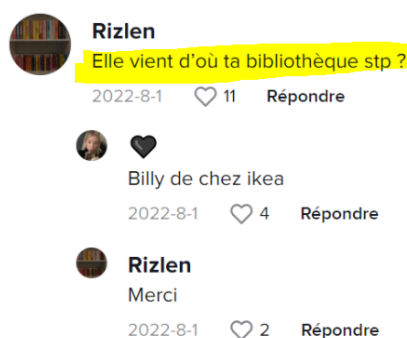 Rizlen
Elle vient d'où ta bibliothèque stp ?
2022-8-1 11 Répondre
🖤
Billy de chez ikea
2022-8-1 4 Répondre
Rizlen
Merci
2022-8-1 2 Répondre